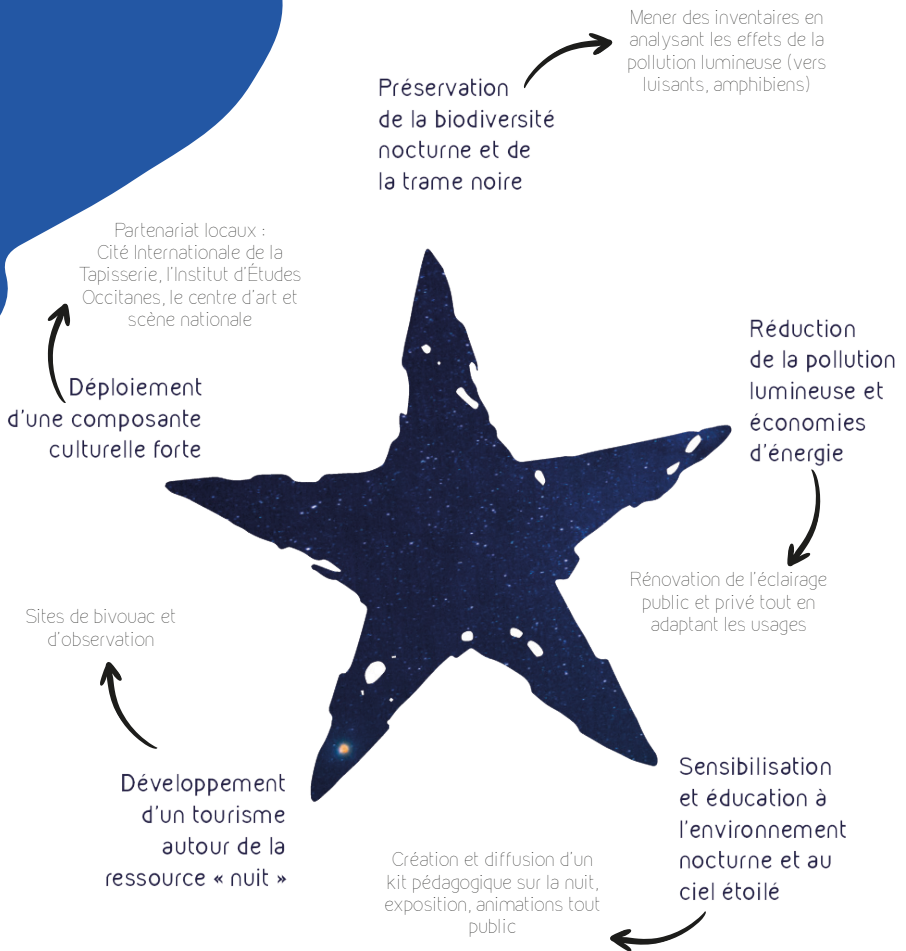 Mener des inventaires en
analysant les effets de la
pollution lumineuse (vers
luisants, amphibiens)
Préservation
de la biodiversité
nocturne et de
la trame noire
Partenariat locaux :
Cité Internationale de la
Tapisserie, l'Institut d'Études
Occitanes, le centre d'art et
scène nationale
Déploiement
d'une composante
culturelle forte
Réduction
de la pollution
lumineuse et
économies
d'énergie
Rénovation de l'éclairage
public et privé tout en
adaptant les usages
Sites de bivouac et
d'observation
Développement
d'un tourisme
autour de la
ressource « nuit »
Sensibilisation
et éducation à
l'environnement
nocturne et au
ciel étoilé
Création et diffusion d'un
kit pédagogique sur la nuit,
exposition, animations tout
public